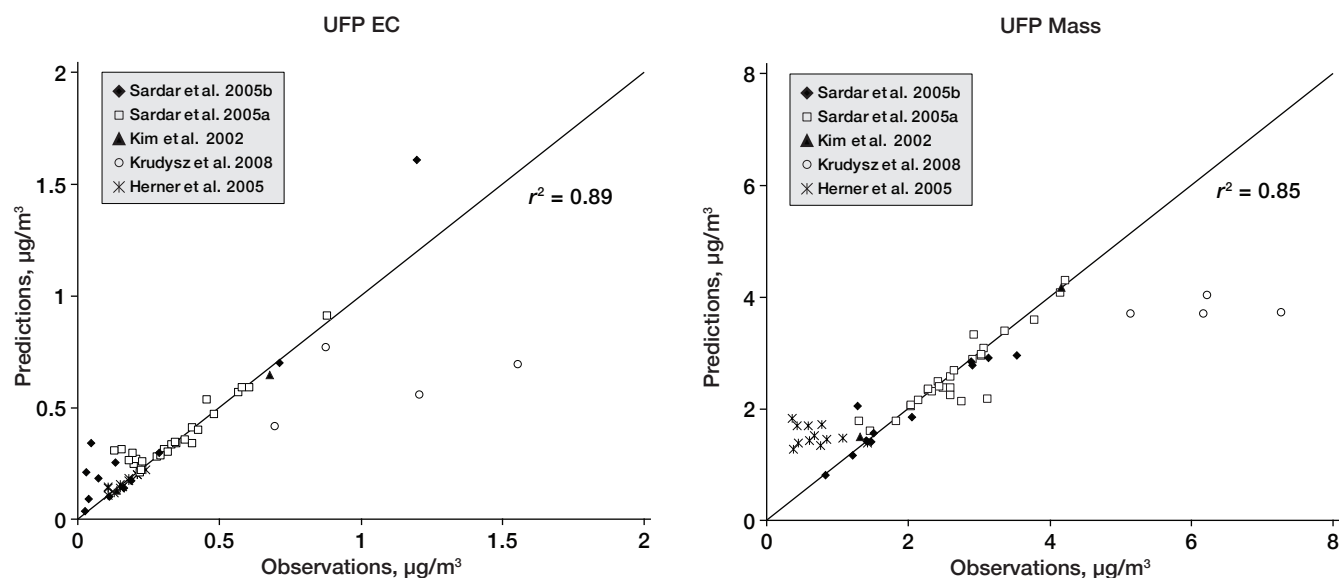 UFP EC
2
1.5
1
0.5
0
0
0.5
1
1.5
2
Predictions, µg/m³
Observations, µg/m³
Sardar et al. 2005b
Sardar et al. 2005a
Kim et al. 2002
Krudysz et al. 2008
Herner et al. 2005
r² = 0.89
UFP Mass
8
6
4
2
0
0
2
4
6
8
Predictions, µg/m³
Observations, µg/m³
Sardar et al. 2005b
Sardar et al. 2005a
Kim et al. 2002
Krudysz et al. 2008
Herner et al. 2005
r² = 0.85